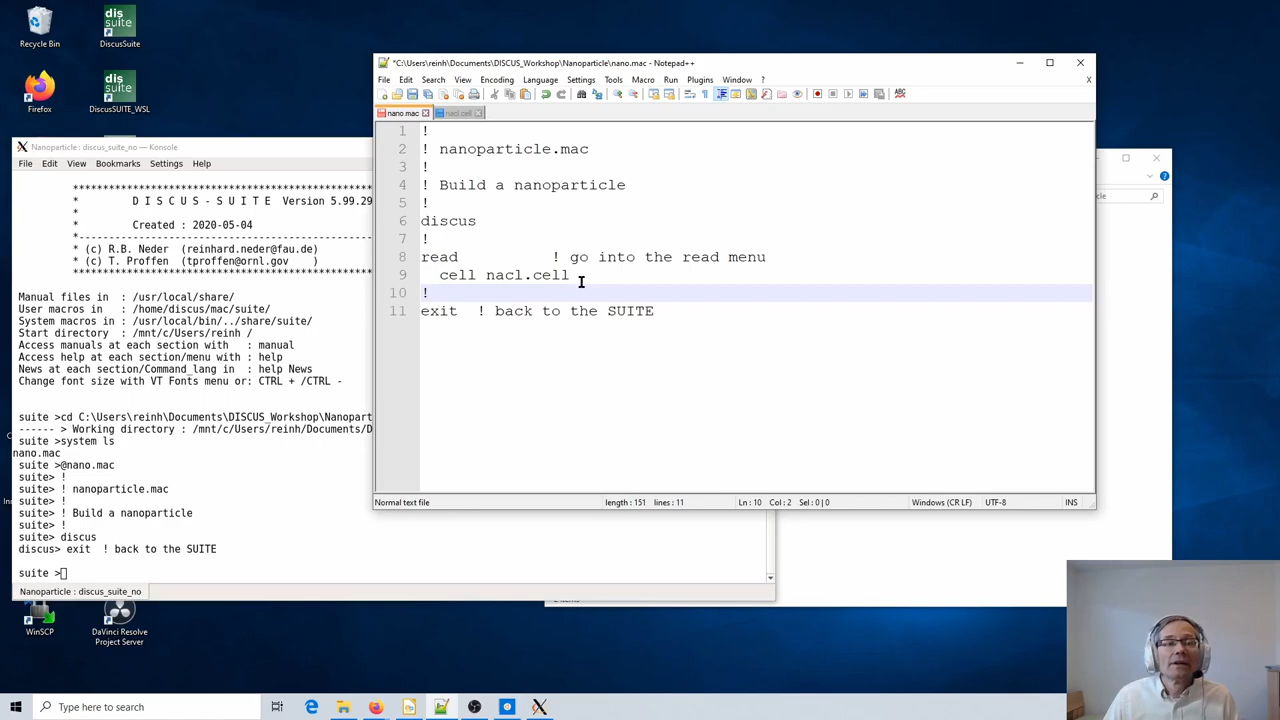 Recycle Bin
DiscusSuite
Firefox
DiscusSUITE_WSL
Nanoparticle : discus_suite_no — Konsole
File Edit View Bookmarks Settings Help
************************************************
* D I S C U S - S U I T E Version 5.99.29
*
* Created : 2020-05-04
*-----------------------------------------------
* (c) R.B. Neder (reinhard.neder@fau.de)
* (c) T. Proffen (tproffen@ornl.gov )
************************************************
Manual files in : /usr/local/share/
User macros in : /home/discus/mac/suite/
System macros in : /usr/local/bin/../share/suite/
Start directory : /mnt/c/Users/reinh /
Access manuals at each section with : manual
Access help at each section/menu with : help
News at each section/Command_lang in : help News
Change font size with VT Fonts menu or: CTRL + /CTRL -
suite >cd C:\Users\reinh\Documents\DISCUS_Workshop\Nanopart
------ > Working directory : /mnt/c/Users/reinh/Documents/D
suite >system ls
nano.mac
suite >@nano.mac
suite> !
suite> ! nanoparticle.mac
suite> !
suite> ! Build a nanoparticle
suite> !
suite> discus
discus> exit ! back to the SUITE
suite >
Nanoparticle : discus_suite_no
*C:\Users\reinh\Documents\DISCUS_Workshop\Nanoparticle\nano.mac - Notepad++
File Edit Search View Encoding Language Settings Tools Macro Run Plugins Window ?
X
nano.mac nacl.cell
1 !
2 ! nanoparticle.mac
3 !
4 ! Build a nanoparticle
5 !
6 discus
7 !
8 read ! go into the read menu
9 cell nacl.cell
10 !
11 exit ! back to the SUITE
Normal text file length : 151 lines : 11 Ln : 10 Col : 2 Sel : 0 | 0 Windows (CR LF) UTF-8 INS
WinSCP
DaVinci Resolve
Project Server
Type here to search